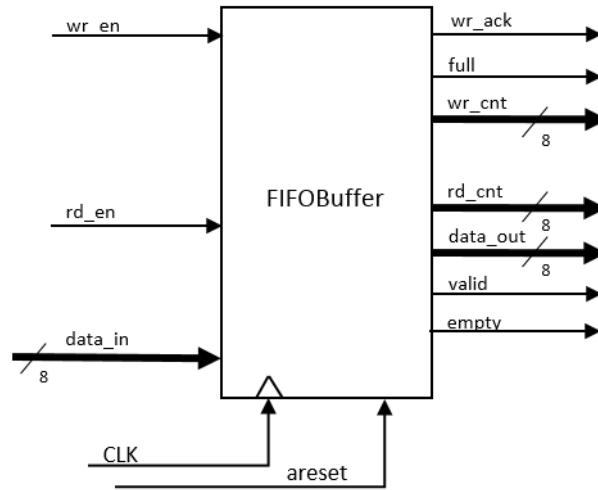 wr_en
wr_ack
full
wr_cnt
8
FIFOBuffer
rd_en
rd_cnt
8
data_out
8
valid
data_in
8
empty
CLK
areset